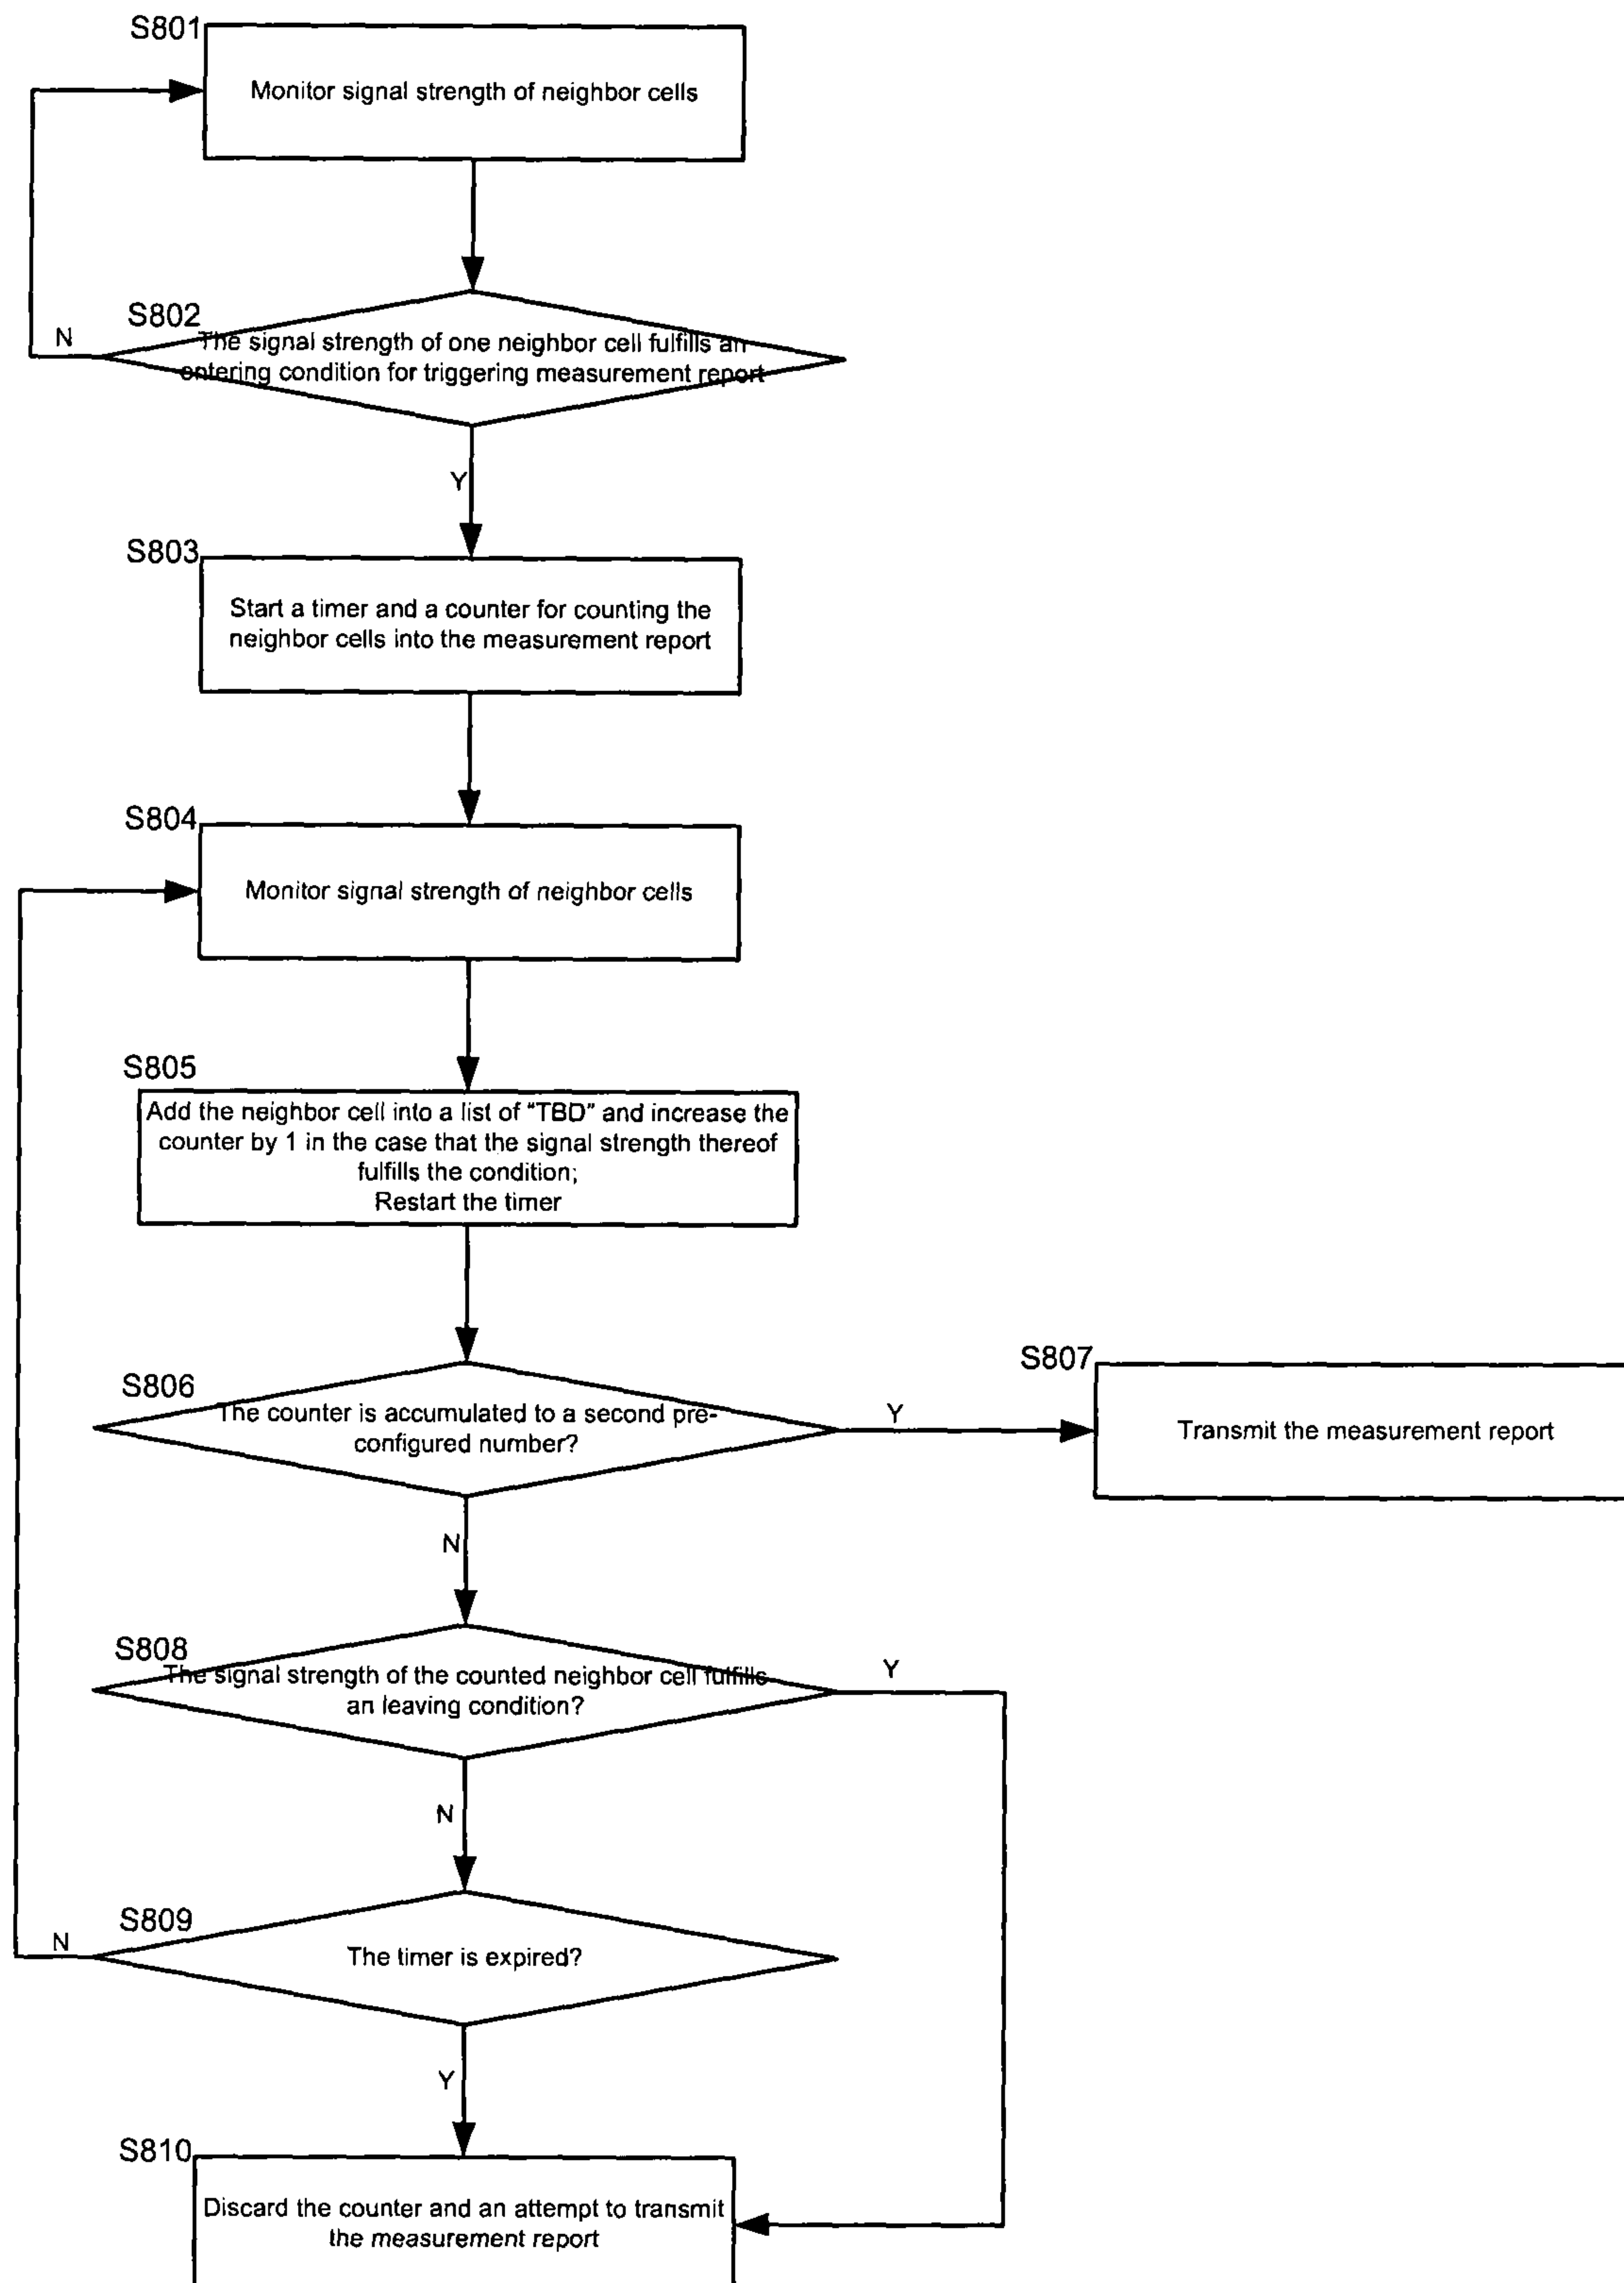 S801
Monitor signal strength of neighbor cells
S802
N
The signal strength of one neighbor cell fulfills an
entering condition for triggering measurement report
Y
S803
Start a timer and a counter for counting the
neighbor cells into the measurement report
S804
Monitor signal strength of neighbor cells
S805
Add the neighbor cell into a list of “TBD” and increase the
counter by 1 in the case that the signal strength thereof
fulfills the condition;
Restart the timer
S806
The counter is accumulated to a second pre-
configured number?
Y
S807
Transmit the measurement report
N
S808
The signal strength of the counted neighbor cell fulfills
an leaving condition?
Y
N
S809
N
The timer is expired?
Y
S810
Discard the counter and an attempt to transmit
the measurement report